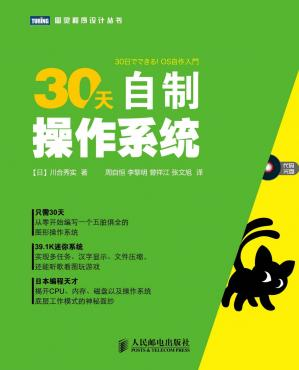 TURING 图灵程序设计丛书
30日でできる! OS自作入門
30天 自制
操作系统
【日】川合秀实 著 周自恒 李黎明 曾祥江 张文旭 译
代码
光盘
只需30天
从零开始编写一个五脏俱全的
图形操作系统
39.1K迷你系统
实现多任务、汉字显示、文件压缩、
还能听歌看图玩游戏
日本编程天才
揭开CPU、内存、磁盘以及操作系统
底层工作模式的神秘面纱
人民邮电出版社
POSTS & TELECOM PRESS